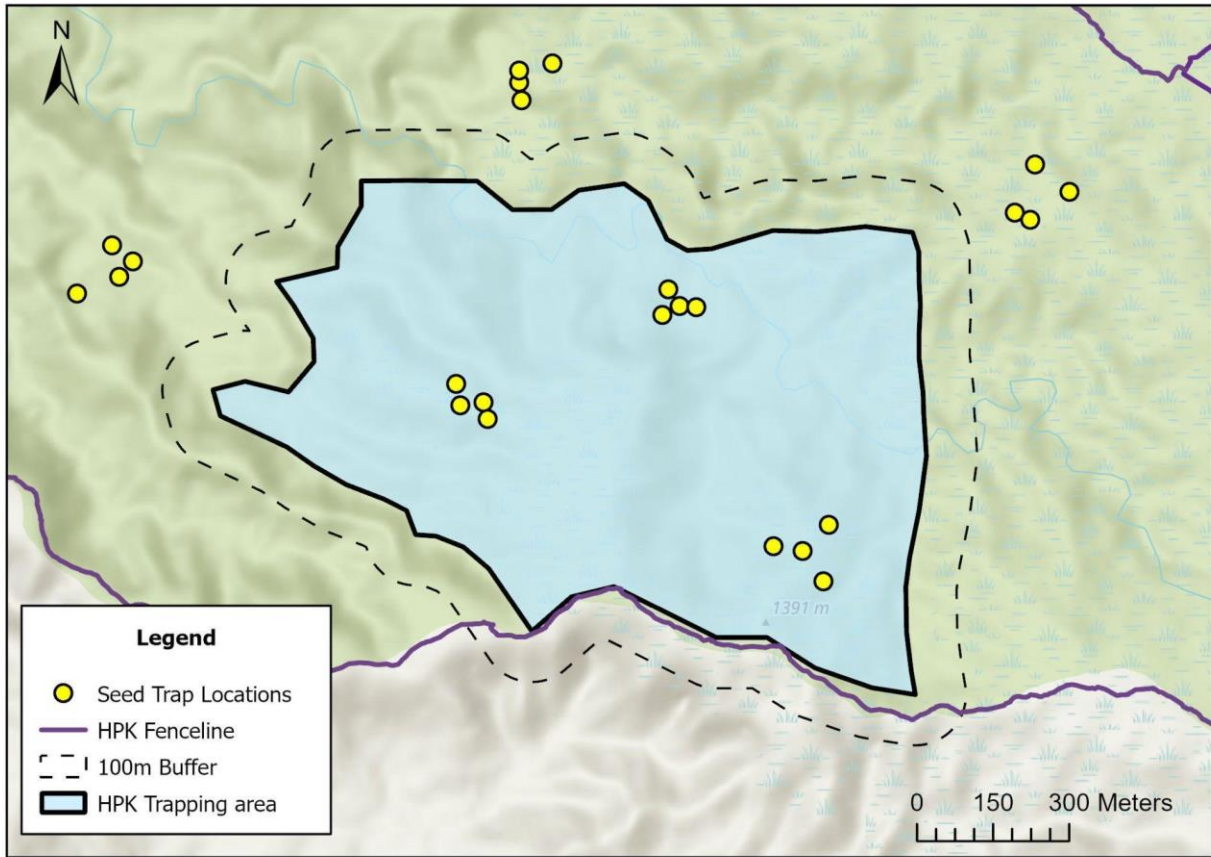 N
1391 m
Legend
Seed Trap Locations
HPK Fenceline
100m Buffer
HPK Trapping area
0 150 300 Meters